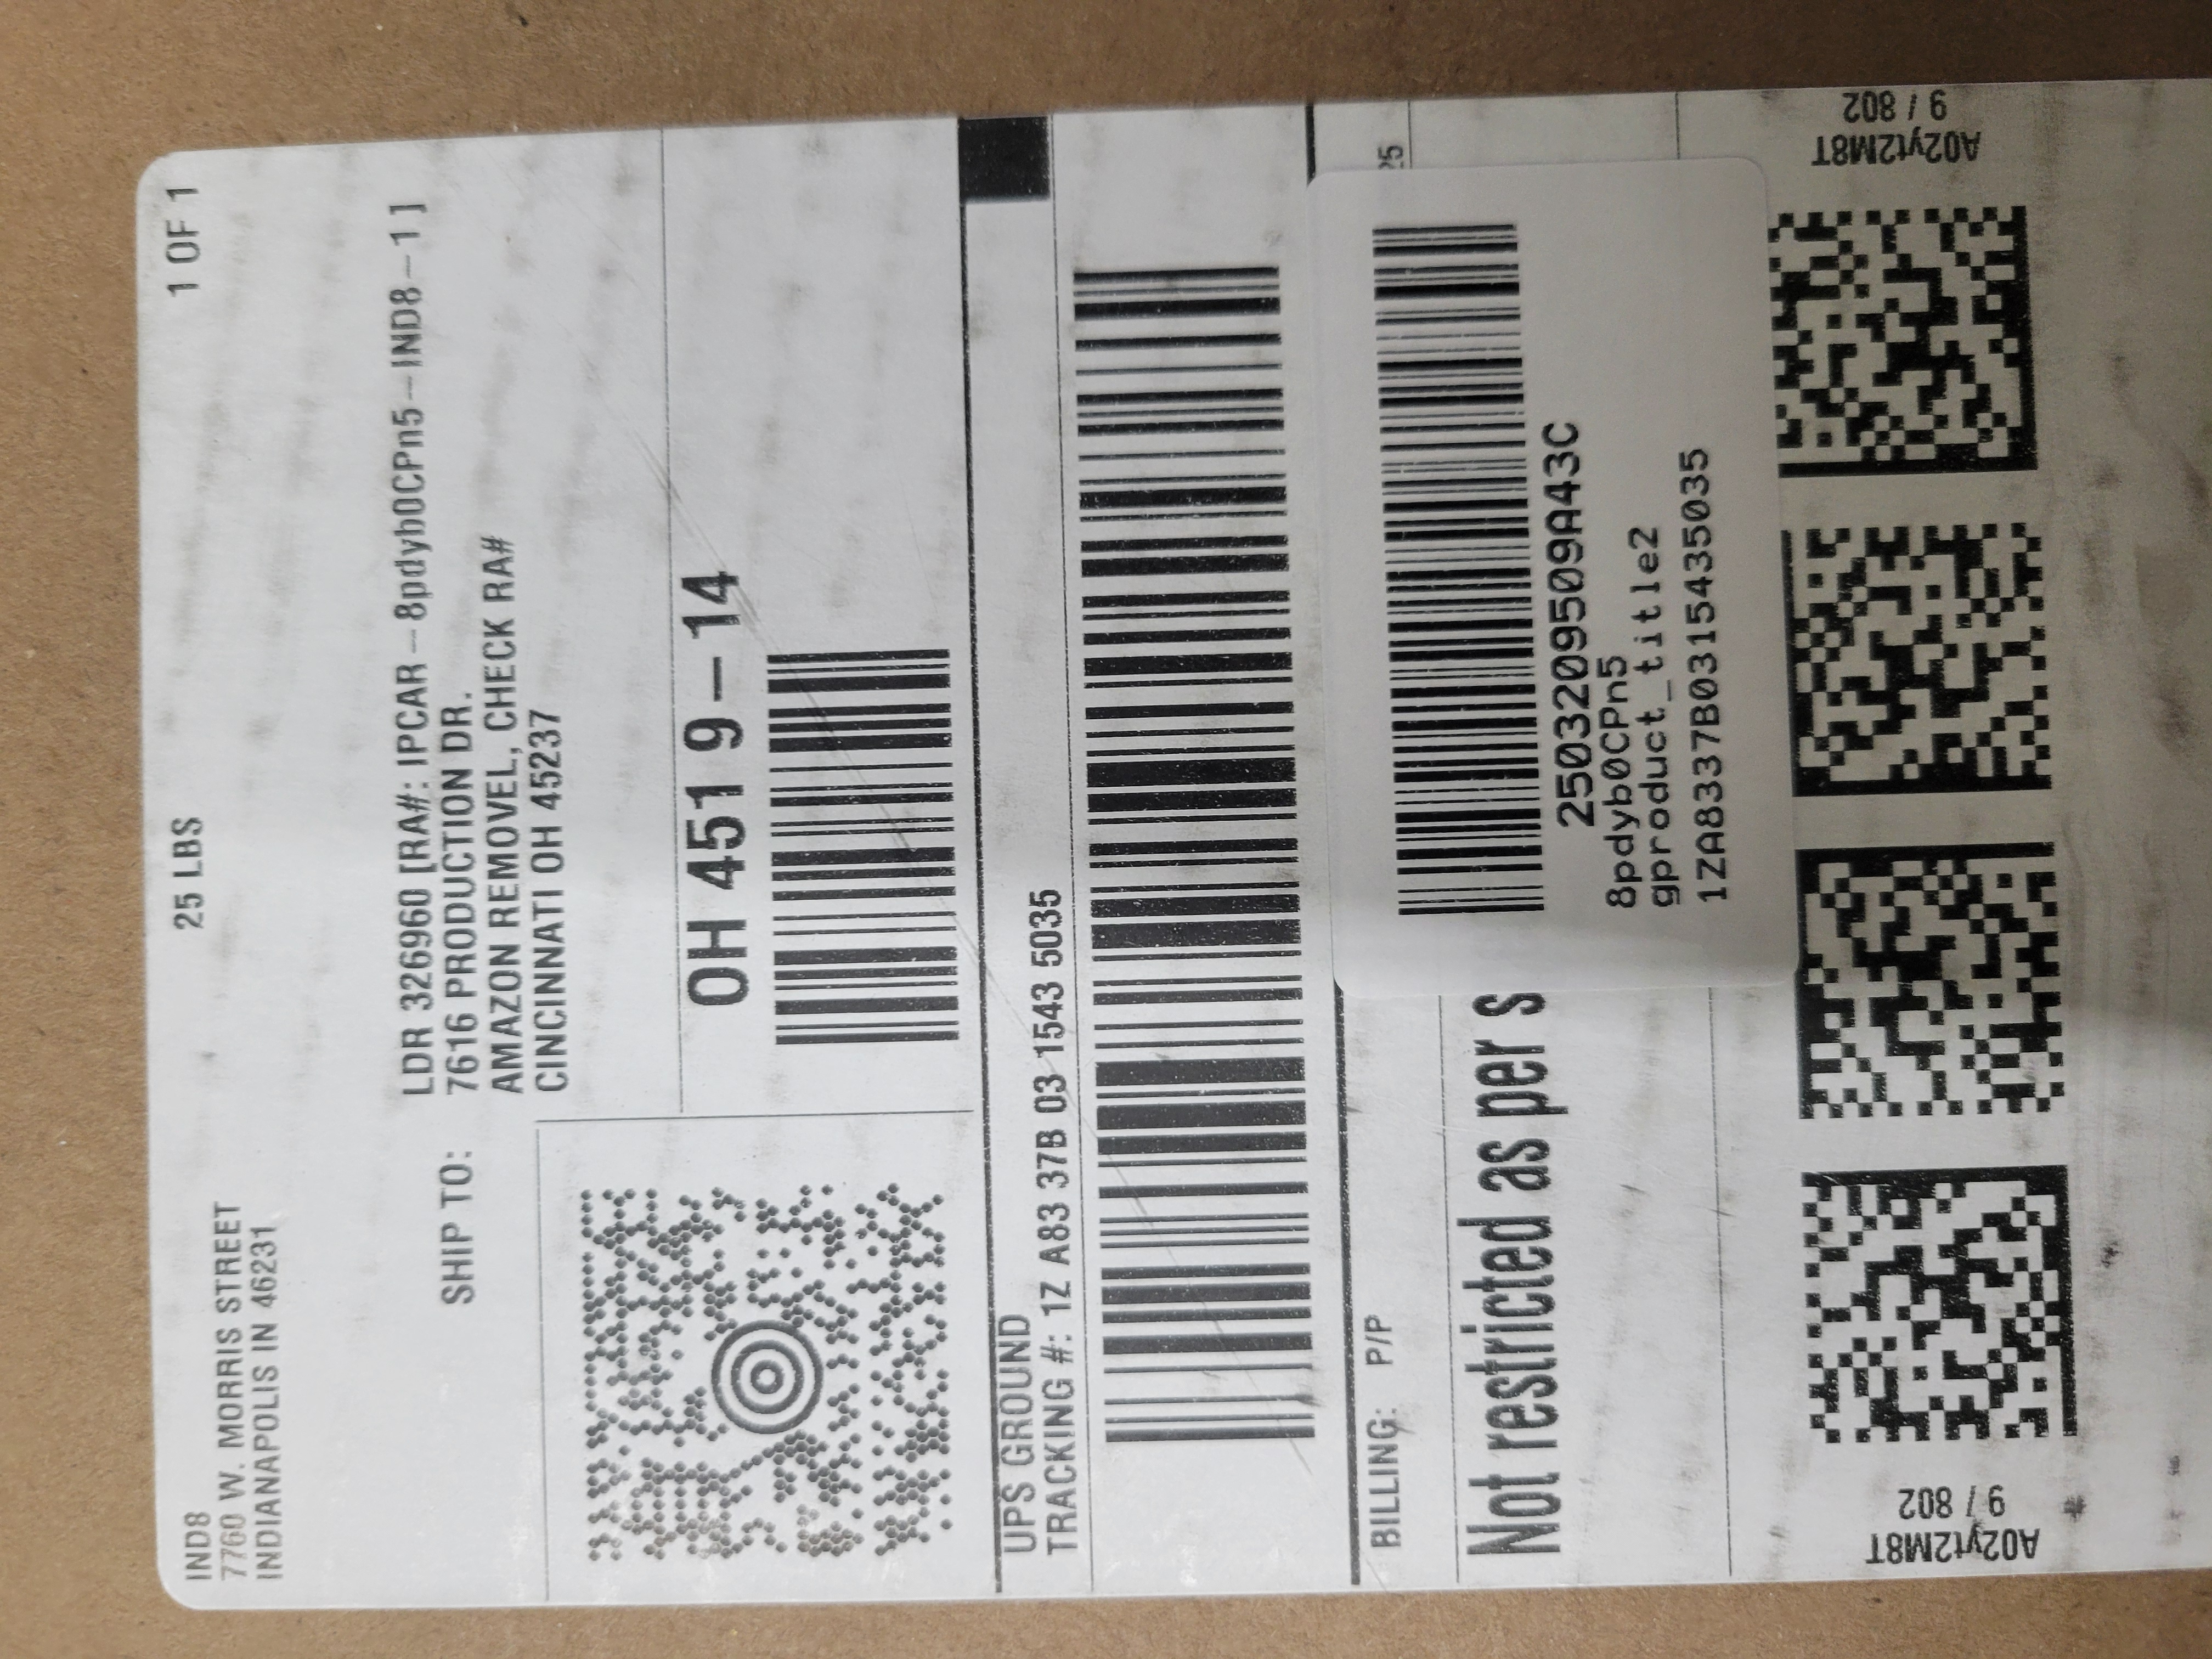 IND8
7760 W. MORRIS STREET
INDIANAPOLIS IN 46231
25 LBS
1 OF 1
SHIP TO:
LDR 326960 [RA#: IPCAR-8pdyb0CPn5-IND8-1]
7616 PRODUCTION DR.
AMAZON REMOVEL, CHECK RA#
CINCINNATI OH 45237
OH 451 9-14
UPS GROUND
TRACKING #: 1Z A83 37B 03 1543 5035
BILLING: P/P
25
Not restricted as per s
2503209509A43C
8pdyb0CPn5
gproduct_title2
1ZA8337B0315435035
A02yt2M8T
9 / 802
A02yt2M8T
9 / 802